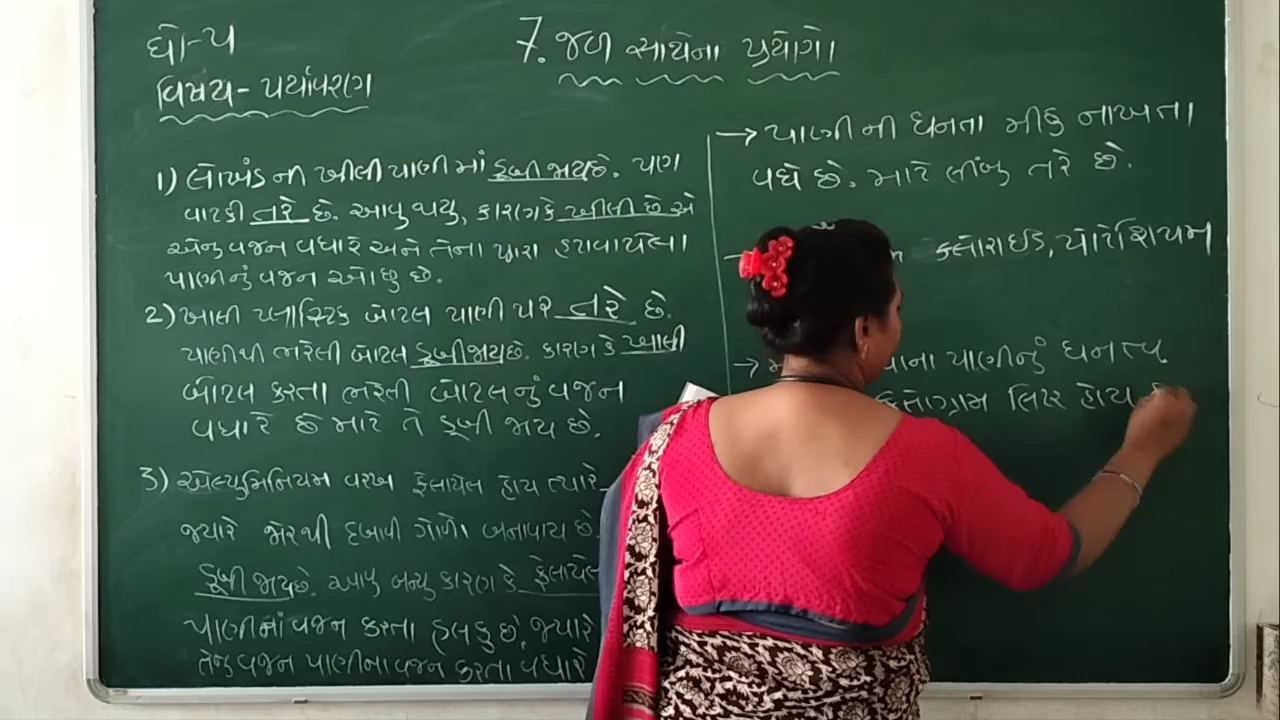 ધો-૫
વિષય- પર્યાવરણ
7. જળ સાથેના પ્રયોગો
1) લોખંડની ખીલી પાણીમાં ડૂબી જાય છે. પણ
વાટકી તરે છે. આવુ થયુ, કારણકે ખીલી છે એ
એનુ વજન વધારે અને તેના દ્વારા હટાવાયેલા
પાણીનું વજન ઓછુ છે.
2) ખાલી પ્લાસ્ટિક બોટલ પાણી પર તરે છે.
પાણીથી ભરેલી બોટલ ડૂબી જાય છે. કારણ કે ખાલી
બોટલ કરતા ભરેલી બોટલનું વજન
વધારે છે માટે તે ડૂબી જાય છે.
3) એલ્યુમિનિયમ વરખ ફેલાયેલ હોય ત્યારે
જ્યારે જોરથી દબાવી ગોળો બનાવાય છે.
ડૂબી જાય છે. આવુ બન્યુ કારણ કે ફેલાયેલ
પાણીનાં વજન કરતા હલકુ છે, જ્યારે
તેનુ વજન પાણીના વજન કરતા વધારે
→ પાણીની ઘનતા મીઠુ નાખતા
વધે છે. માટે લીંબુ તરે છે.
ક્લોરાઈડ, પોટેશિયમ
→ પાણીનું ઘનત્વ
લિટર હોય